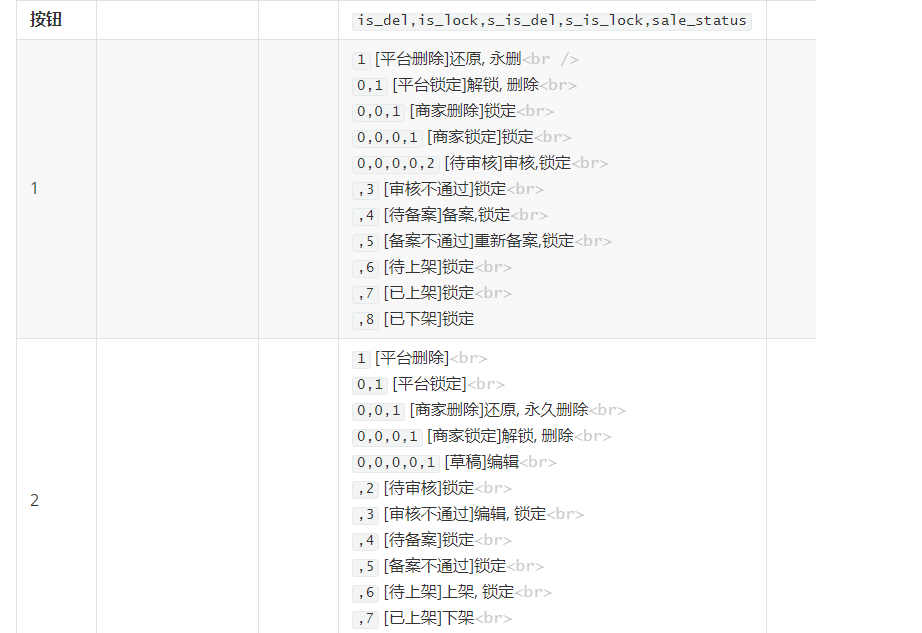 按钮 is_del,is_lock,s_is_del,s_is_lock,sale_status
1 [平台删除]还原, 永删<br />
0,1 [平台锁定]解锁, 删除<br>
0,0,1 [商家删除]锁定<br>
0,0,0,1 [商家锁定]锁定<br>
0,0,0,0,2 [待审核]审核,锁定<br>
1
,3 [审核不通过]锁定<br>
,4 [待备案]备案,锁定<br>
,5 [备案不通过]重新备案,锁定<br>
,6 [待上架]锁定<br>
,7 [已上架]锁定<br>
,8 [已下架]锁定
1 [平台删除]<br>
0,1 [平台锁定]<br>
0,0,1 [商家删除]还原, 永久删除<br>
0,0,0,1 [商家锁定]解锁, 删除<br>
0,0,0,0,1 [草稿]编辑<br>
,2 [待审核]锁定<br>
2
,3 [审核不通过]编辑, 锁定<br>
,4 [待备案]锁定<br>
,5 [备案不通过]锁定<br>
,6 [待上架]上架, 锁定<br>
,7 [已上架]下架<br>